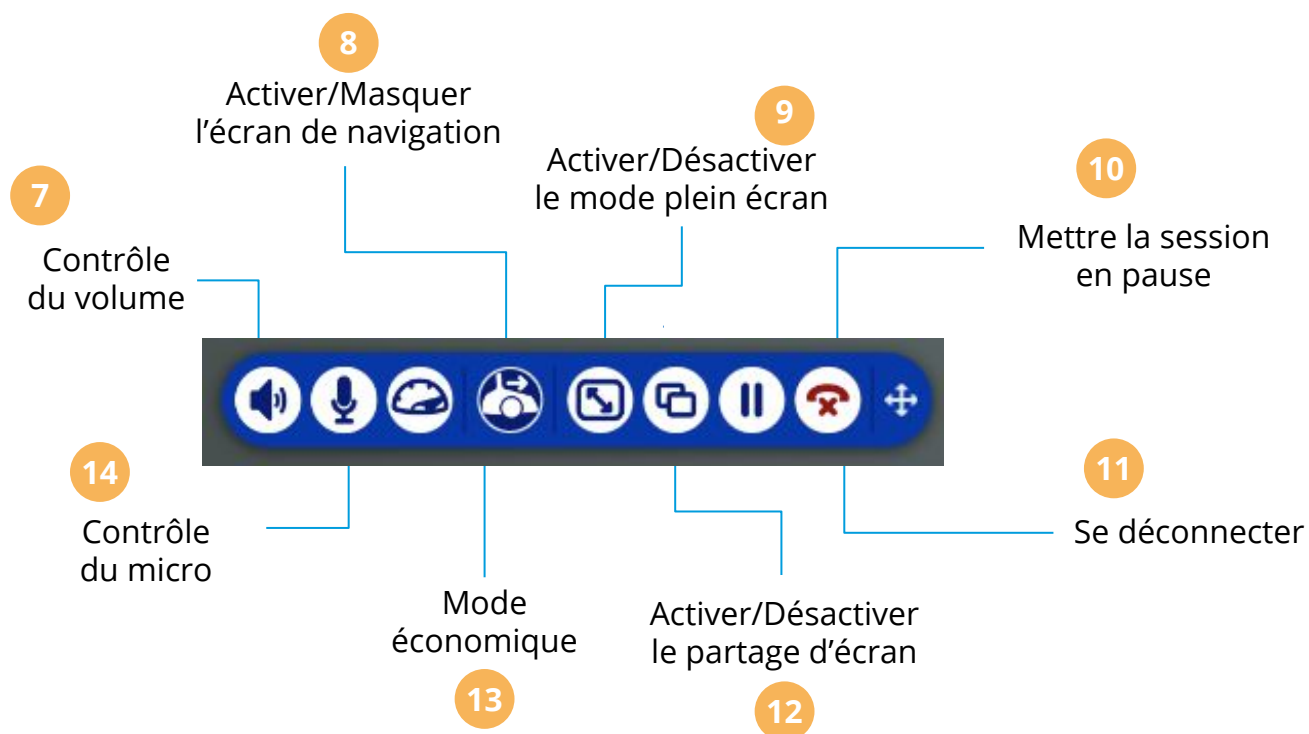 8
Activer/Masquer
l’écran de navigation
9
Activer/Désactiver
le mode plein écran
10
Mettre la session
en pause
7
Contrôle
du volume
14
Contrôle
du micro
Mode
économique
13
Activer/Désactiver
le partage d’écran
12
11
Se déconnecter